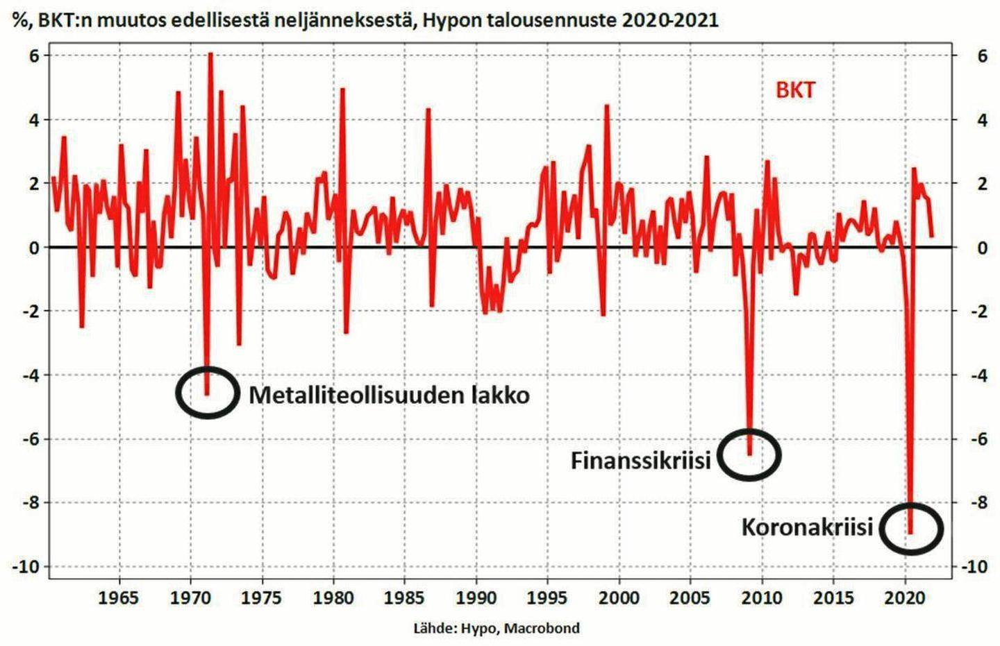 %, BKT:n muutos edellisestä neljänneksestä, Hypon talousennuste 2020-2021
6 6
BKT
4 4
2 2
0 0
-2 -2
-4 -4
Metalliteollisuuden lakko
-6 -6
Finanssikriisi
-8 -8
Koronakriisi
-10 -10
1965 1970 1975 1980 1985 1990 1995 2000 2005 2010 2015 2020
Lähde: Hypo, Macrobond